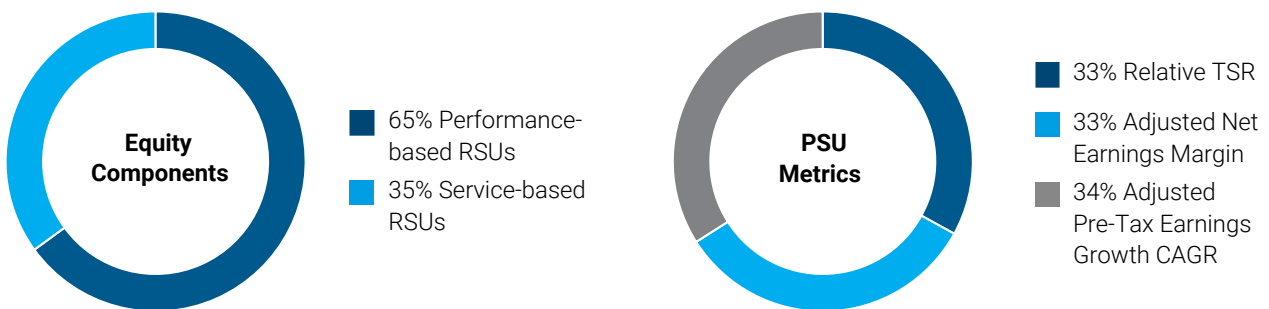 Equity
Components
65% Performance-
based RSUs
35% Service-based
RSUs
PSU
Metrics
33% Relative TSR
33% Adjusted Net
Earnings Margin
34% Adjusted
Pre-Tax Earnings
Growth CAGR